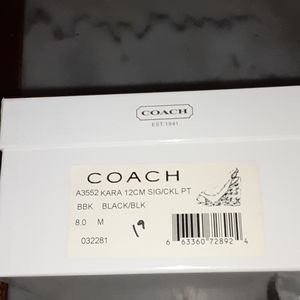 COACH
EST. 1941
COACH
A3552 KARA 12CM SIG/CKL PT
BBK BLACK/BLK
8.0 M
19
032281
6 63360 72892 4